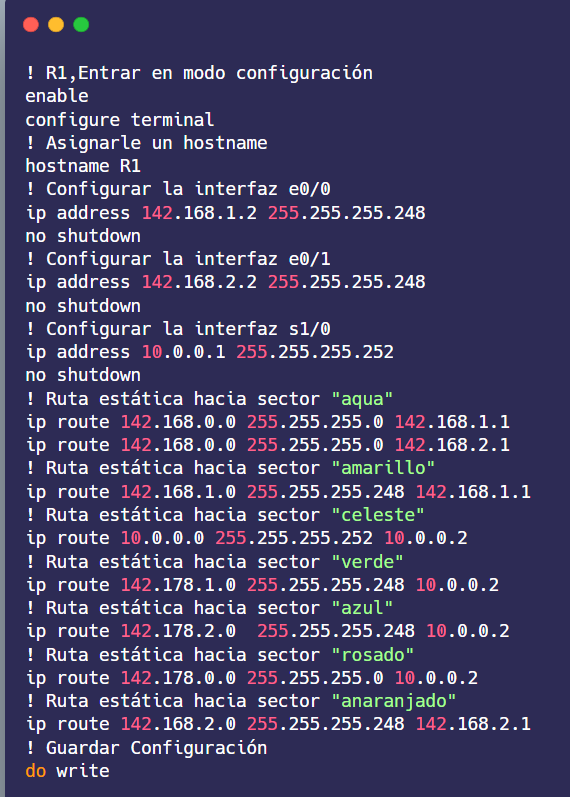 ! R1,Entrar en modo configuración
enable
configure terminal
! Asignarle un hostname
hostname R1
! Configurar la interfaz e0/0
ip address 142.168.1.2 255.255.255.248
no shutdown
! Configurar la interfaz e0/1
ip address 142.168.2.2 255.255.255.248
no shutdown
! Configurar la interfaz s1/0
ip address 10.0.0.1 255.255.255.252
no shutdown
! Ruta estática hacia sector "aqua"
ip route 142.168.0.0 255.255.255.0 142.168.1.1
ip route 142.168.0.0 255.255.255.0 142.168.2.1
! Ruta estática hacia sector "amarillo"
ip route 142.168.1.0 255.255.255.248 142.168.1.1
! Ruta estática hacia sector "celeste"
ip route 10.0.0.0 255.255.255.252 10.0.0.2
! Ruta estática hacia sector "verde"
ip route 142.178.1.0 255.255.255.248 10.0.0.2
! Ruta estática hacia sector "azul"
ip route 142.178.2.0  255.255.255.248 10.0.0.2
! Ruta estática hacia sector "rosado"
ip route 142.178.0.0 255.255.255.0 10.0.0.2
! Ruta estática hacia sector "anaranjado"
ip route 142.168.2.0 255.255.255.248 142.168.2.1
! Guardar Configuración
do write